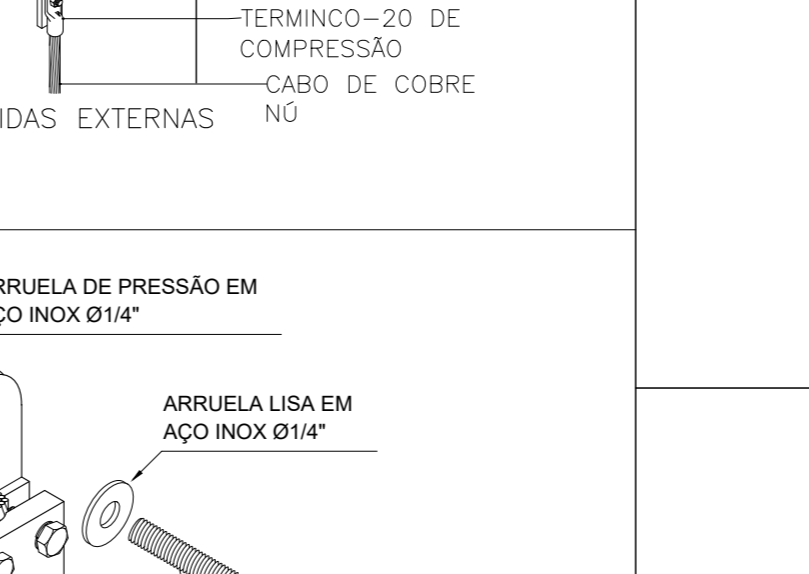 TERMINCO-20 DE
COMPRESSÃO
CABO DE COBRE
NÚ
IDAS EXTERNAS
RRUELA DE PRESSÃO EM
ÇO INOX Ø1/4"
ARRUELA LISA EM
AÇO INOX Ø1/4"